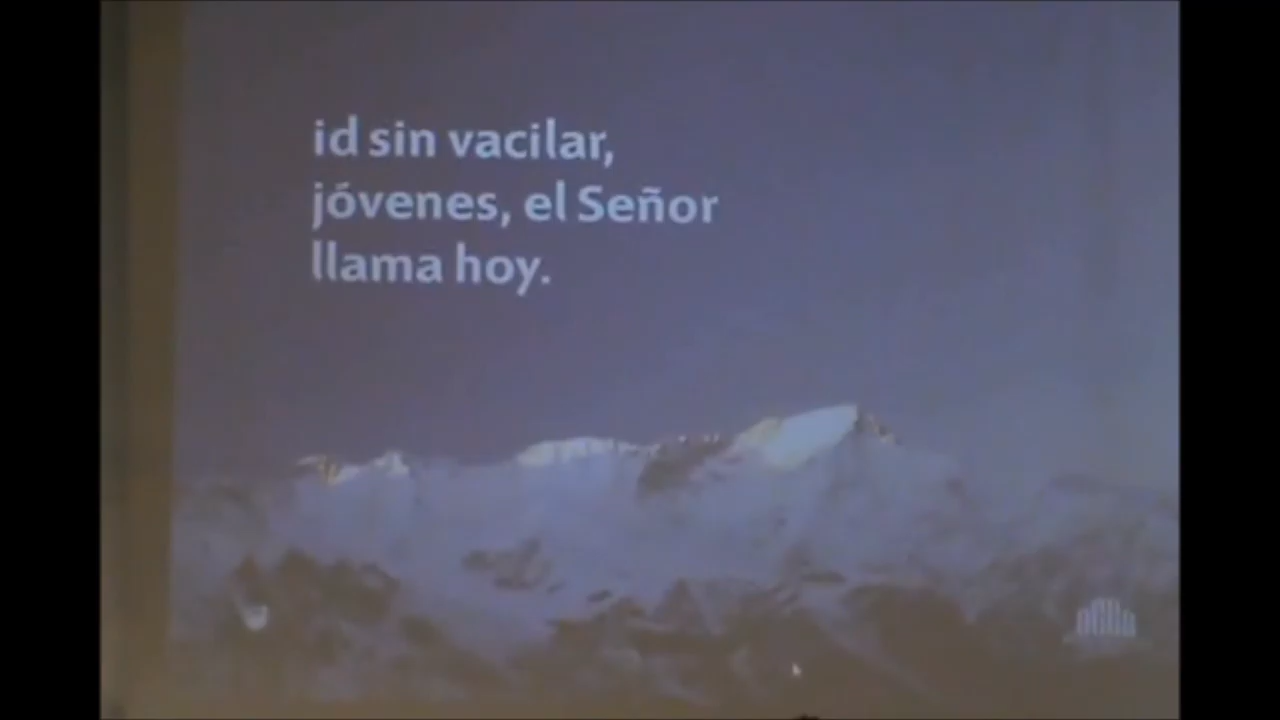 id sin vacilar,
jóvenes, el Señor
llama hoy.